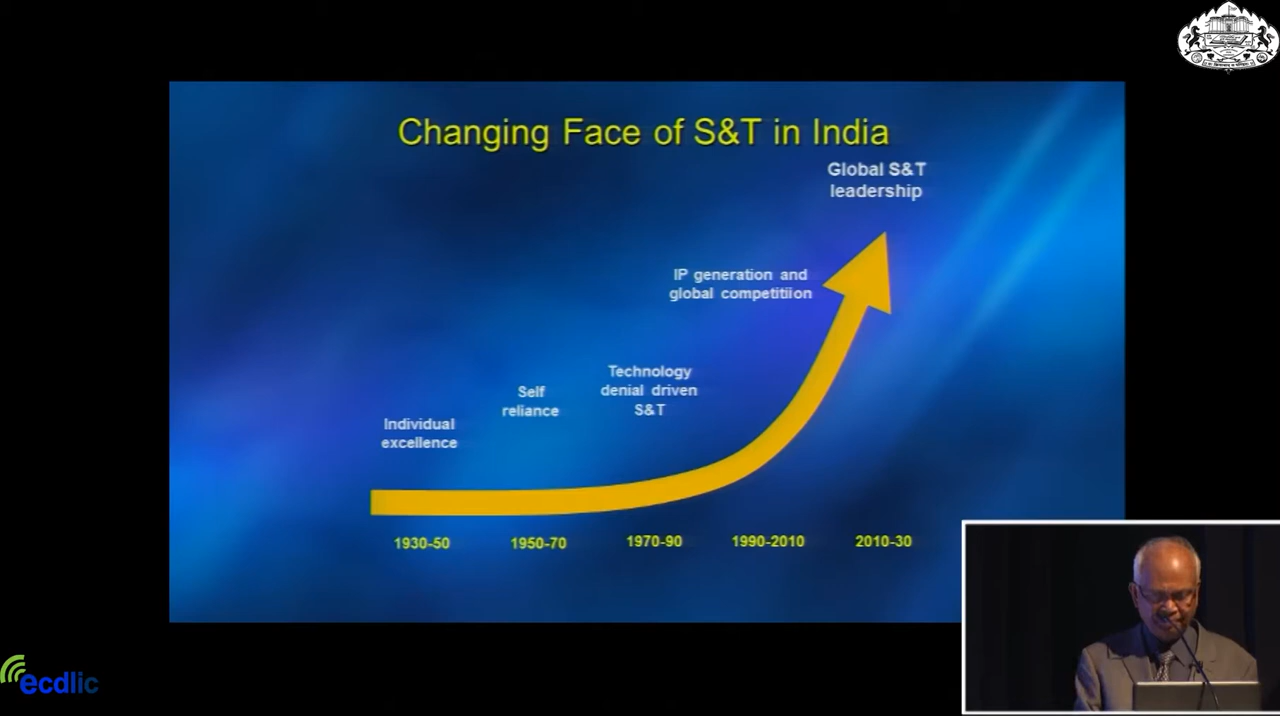 Changing Face of S&T in India
Global S&T
leadership
IP generation and
global competitiion
Technology
denial driven
S&T
Self
reliance
Individual
excellence
1930-50
1950-70
1970-90
1990-2010
2010-30
ecdlic